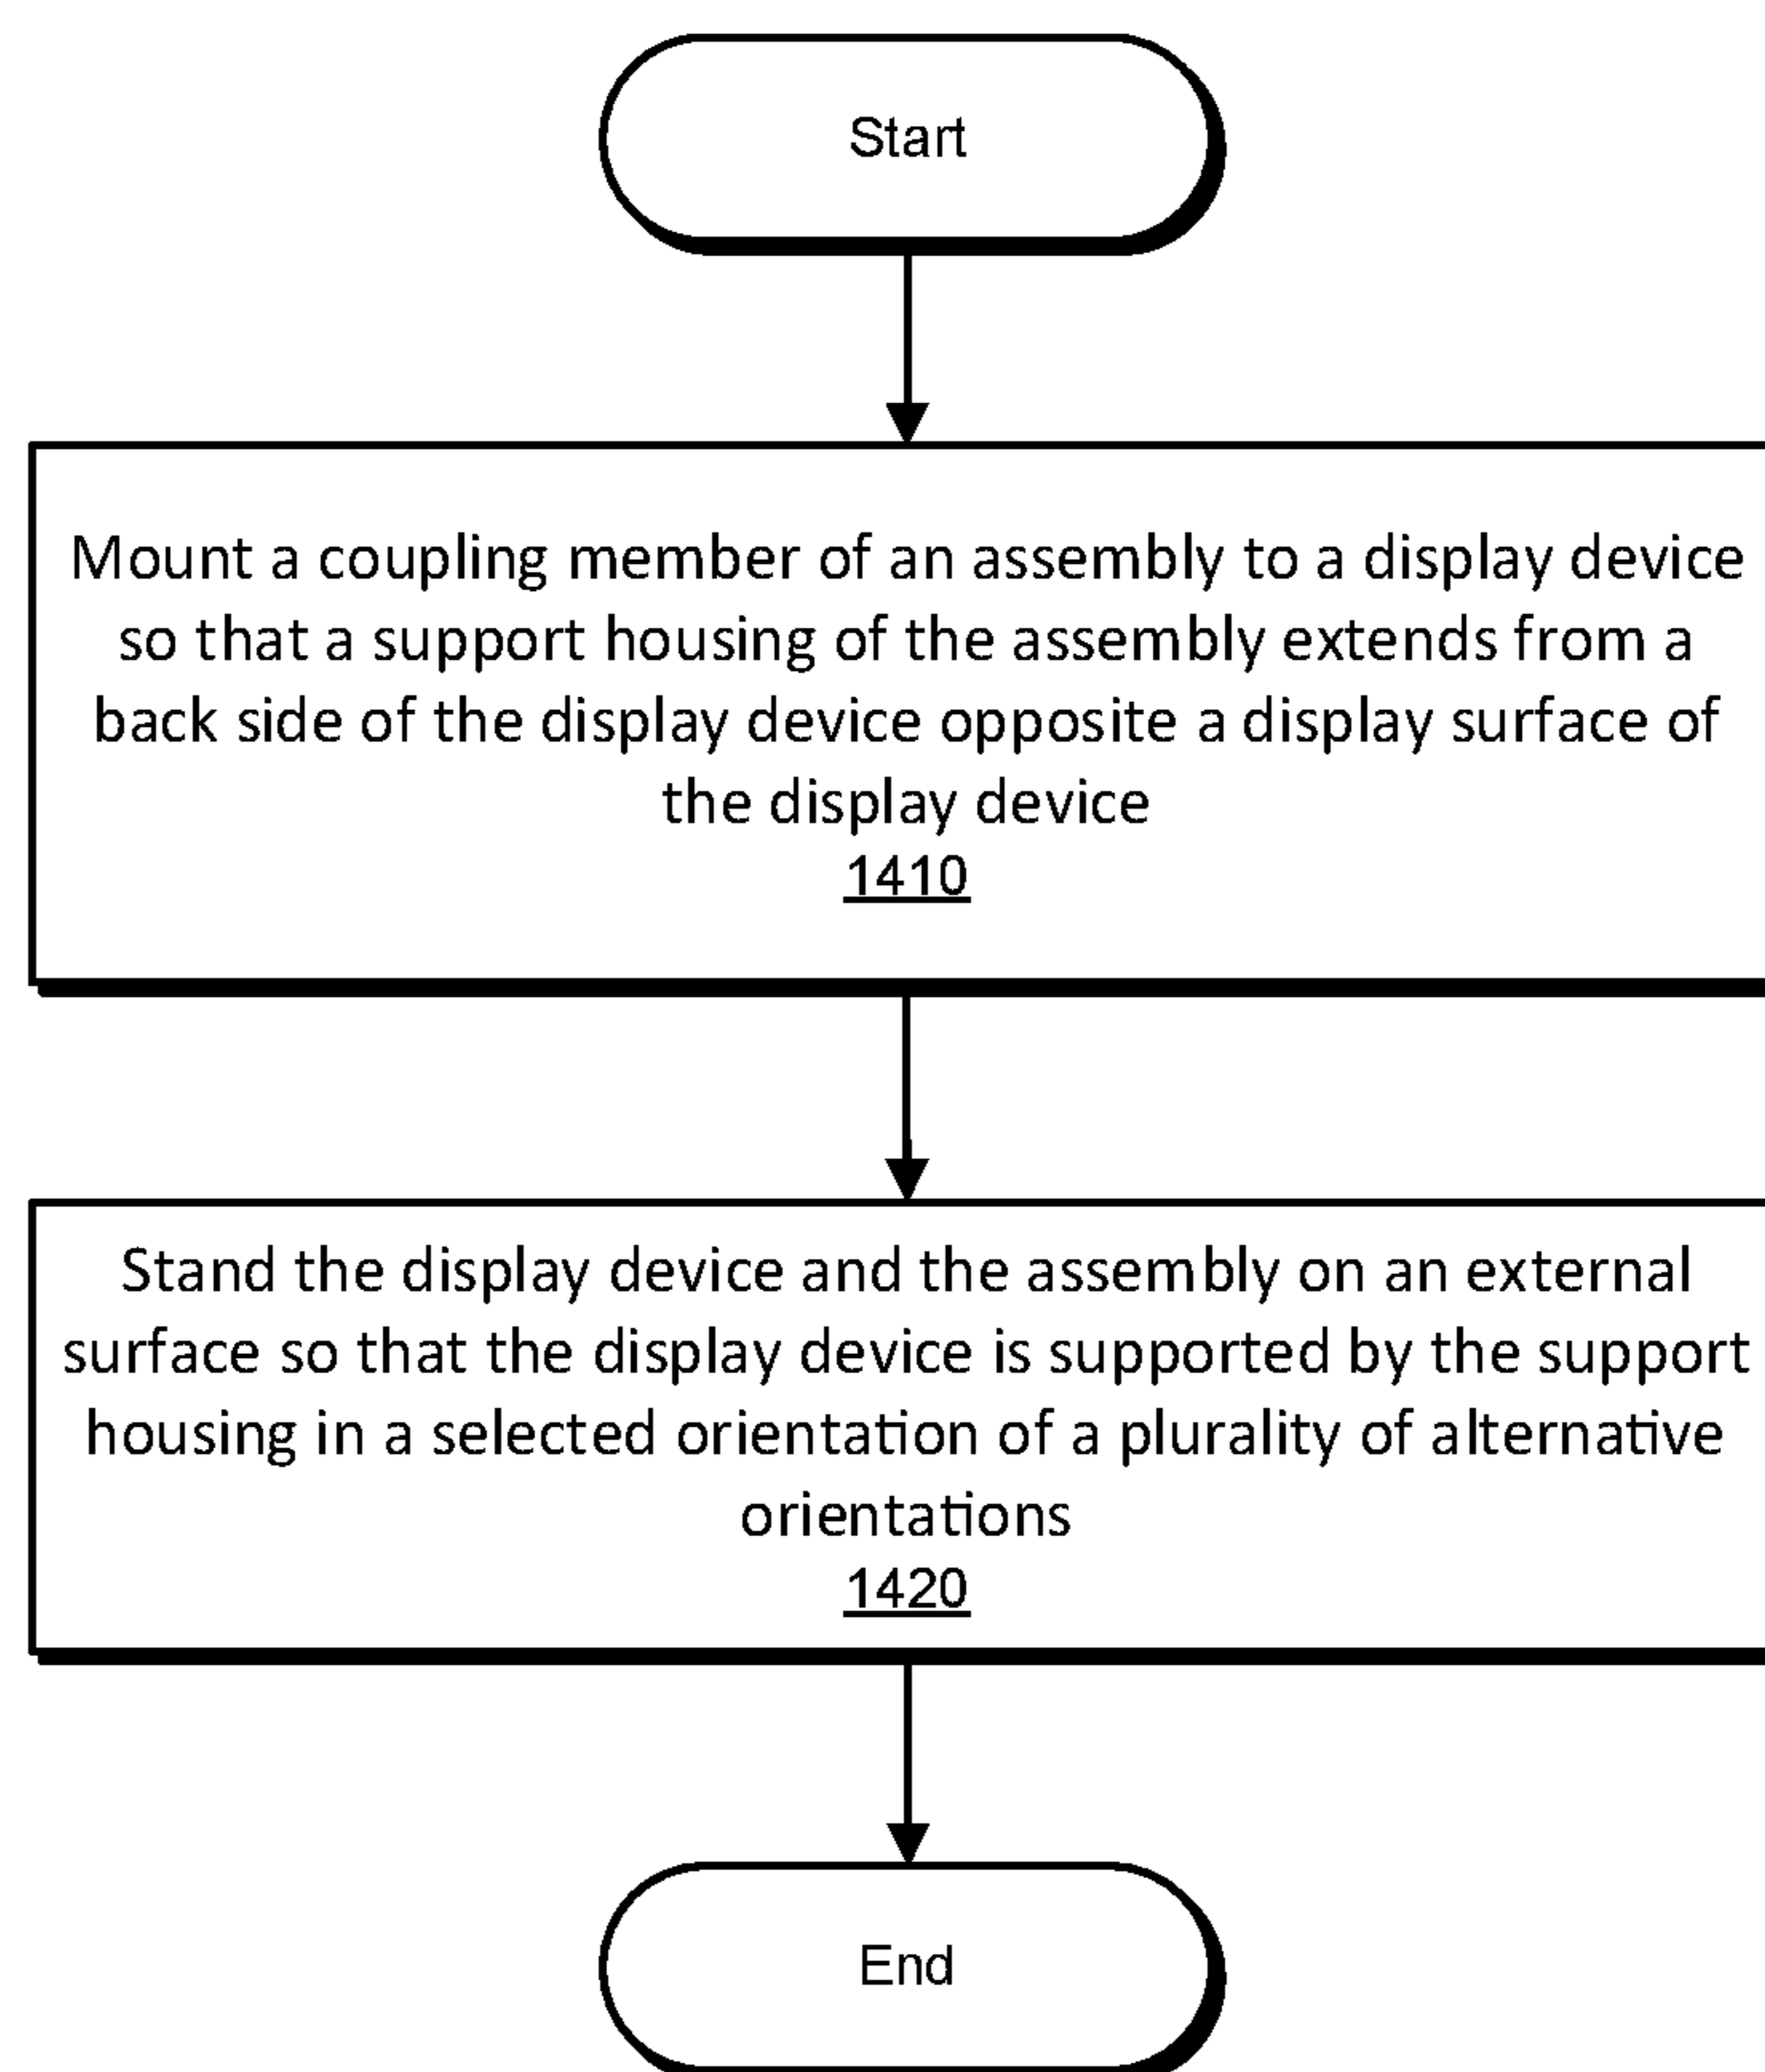 Start
Mount a coupling member of an assembly to a display device
so that a support housing of the assembly extends from a
back side of the display device opposite a display surface of
the display device
1410
Stand the display device and the assembly on an external
surface so that the display device is supported by the support
housing in a selected orientation of a plurality of alternative
orientations
1420
End